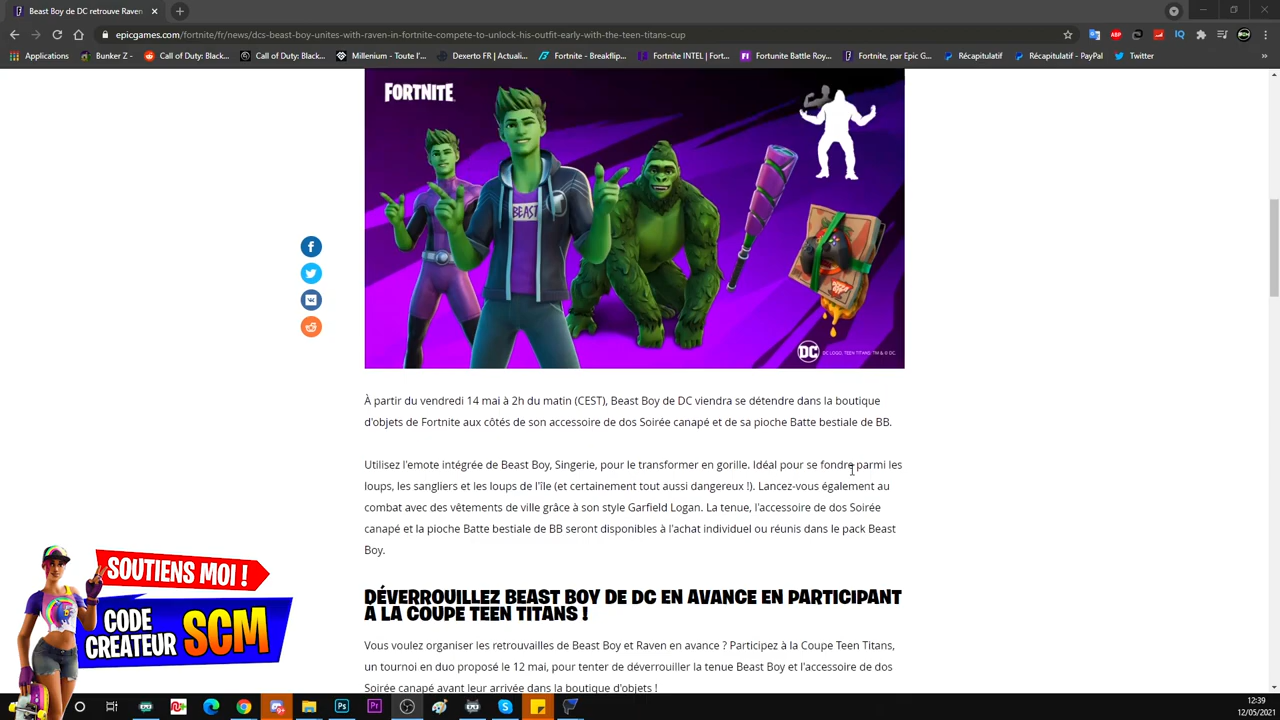 Beast Boy de DC retrouve Raven
epicgames.com/fortnite/fr/news/dcs-beast-boy-unites-with-raven-in-fortnite-compete-to-unlock-his-outfit-early-with-the-teen-titans-cup
Applications
Bunker Z -
Call of Duty: Black...
Call of Duty: Black...
Millenium - Toute l'...
Dexerto FR | Actuali...
Fortnite - Breakflip...
Fortnite INTEL | Fort...
Fortunite Battle Roy...
Fortnite, par Epic G...
Récapitulatif
Récapitulatif - PayPal
Twitter
FORTNITE
BEAST
DC
DC LOGO, TEEN TITANS: TM & © DC.
À partir du vendredi 14 mai à 2h du matin (CEST), Beast Boy de DC viendra se détendre dans la boutique
d'objets de Fortnite aux côtés de son accessoire de dos Soirée canapé et de sa pioche Batte bestiale de BB.
Utilisez l'emote intégrée de Beast Boy, Singerie, pour le transformer en gorille. Idéal pour se fondre parmi les
loups, les sangliers et les loups de l'île (et certainement tout aussi dangereux !). Lancez-vous également au
combat avec des vêtements de ville grâce à son style Garfield Logan. La tenue, l'accessoire de dos Soirée
canapé et la pioche Batte bestiale de BB seront disponibles à l'achat individuel ou réunis dans le pack Beast
Boy.
DÉVERROUILLEZ BEAST BOY DE DC EN AVANCE EN PARTICIPANT
À LA COUPE TEEN TITANS !
Vous voulez organiser les retrouvailles de Beast Boy et Raven en avance ? Participez à la Coupe Teen Titans,
un tournoi en duo proposé le 12 mai, pour tenter de déverrouiller la tenue Beast Boy et l'accessoire de dos
Soirée canapé avant leur arrivée dans la boutique d'objets !
SOUTIENS MOI !
CODE
CREATEUR SCM
12:39
12/05/2021